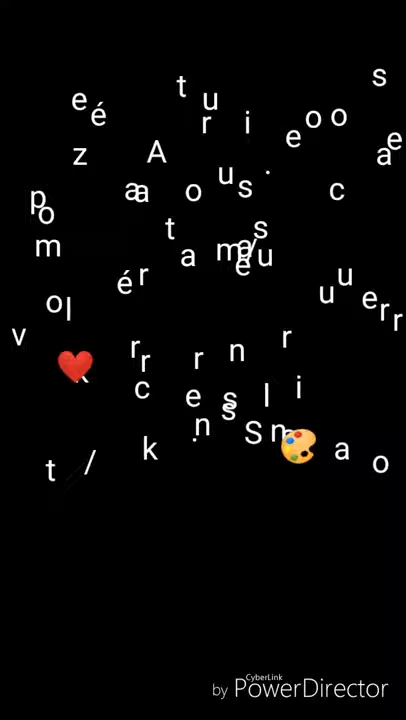 s
t
e é u
r i e o o
z A a e
u .
p o a a o s c
t s
m a m a / u
é r e
u u e r r
o l
v r r r n r
❤️ c e s l i
s
. n S n 🎨 a o
t / k
by CyberLink PowerDirector